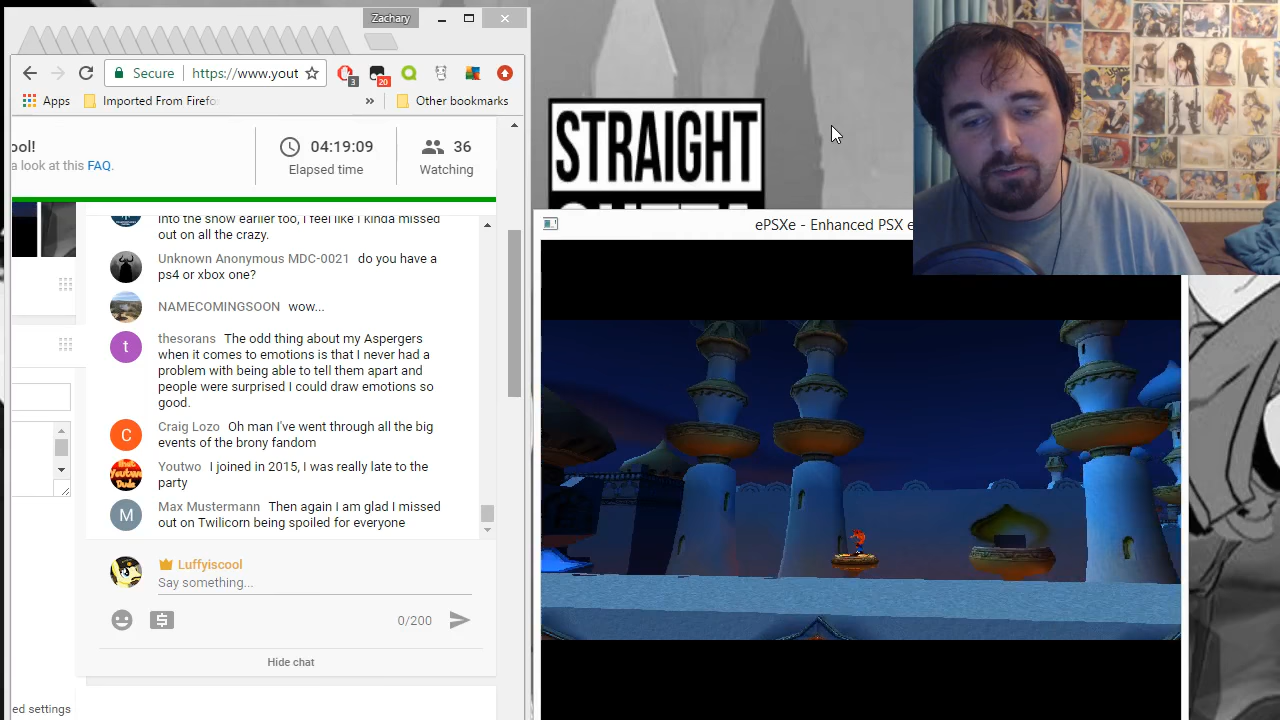 Zachary
Secure https://www.yout
3
20
Apps
Imported From Firefo
»
Other bookmarks
ool!
a look at this FAQ.
04:19:09
Elapsed time
36
Watching
into the show earlier too, I feel like I kinda missed
out on all the crazy.
Unknown Anonymous MDC-0021 do you have a
ps4 or xbox one?
NAMECOMINGSOON wow...
t
thesorans The odd thing about my Aspergers
when it comes to emotions is that I never had a
problem with being able to tell them apart and
people were surprised I could draw emotions so
good.
C
Craig Lozo Oh man I've went through all the big
events of the brony fandom
Youtwo I joined in 2015, I was really late to the
party
M
Max Mustermann Then again I am glad I missed
out on Twilicorn being spoiled for everyone
Luffyiscool
Say something...
0/200
Hide chat
ed settings
STRAIGHT
OUTTA
ePSXe - Enhanced PSX e